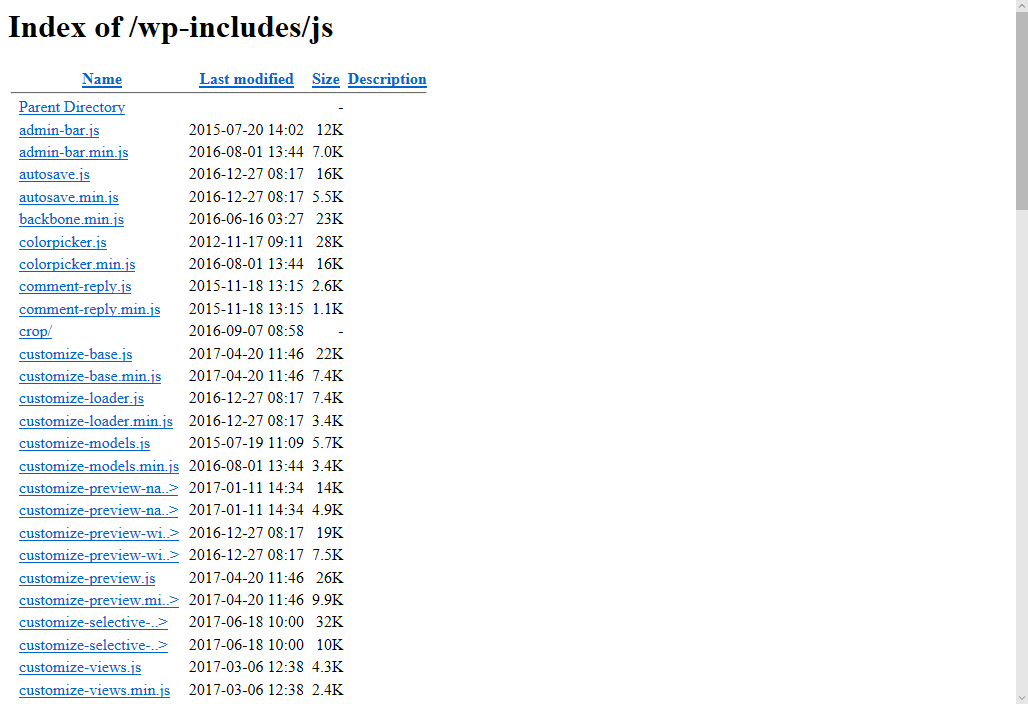 Index of /wp-includes/js
Name Last modified Size Description
Parent Directory -
admin-bar.js 2015-07-20 14:02 12K
admin-bar.min.js 2016-08-01 13:44 7.0K
autosave.js 2016-12-27 08:17 16K
autosave.min.js 2016-12-27 08:17 5.5K
backbone.min.js 2016-06-16 03:27 23K
colorpicker.js 2012-11-17 09:11 28K
colorpicker.min.js 2016-08-01 13:44 16K
comment-reply.js 2015-11-18 13:15 2.6K
comment-reply.min.js 2015-11-18 13:15 1.1K
crop/ 2016-09-07 08:58 -
customize-base.js 2017-04-20 11:46 22K
customize-base.min.js 2017-04-20 11:46 7.4K
customize-loader.js 2016-12-27 08:17 7.4K
customize-loader.min.js 2016-12-27 08:17 3.4K
customize-models.js 2015-07-19 11:09 5.7K
customize-models.min.js 2016-08-01 13:44 3.4K
customize-preview-na..> 2017-01-11 14:34 14K
customize-preview-na..> 2017-01-11 14:34 4.9K
customize-preview-wi..> 2016-12-27 08:17 19K
customize-preview-wi..> 2016-12-27 08:17 7.5K
customize-preview.js 2017-04-20 11:46 26K
customize-preview.mi..> 2017-04-20 11:46 9.9K
customize-selective-..> 2017-06-18 10:00 32K
customize-selective-..> 2017-06-18 10:00 10K
customize-views.js 2017-03-06 12:38 4.3K
customize-views.min.js 2017-03-06 12:38 2.4K